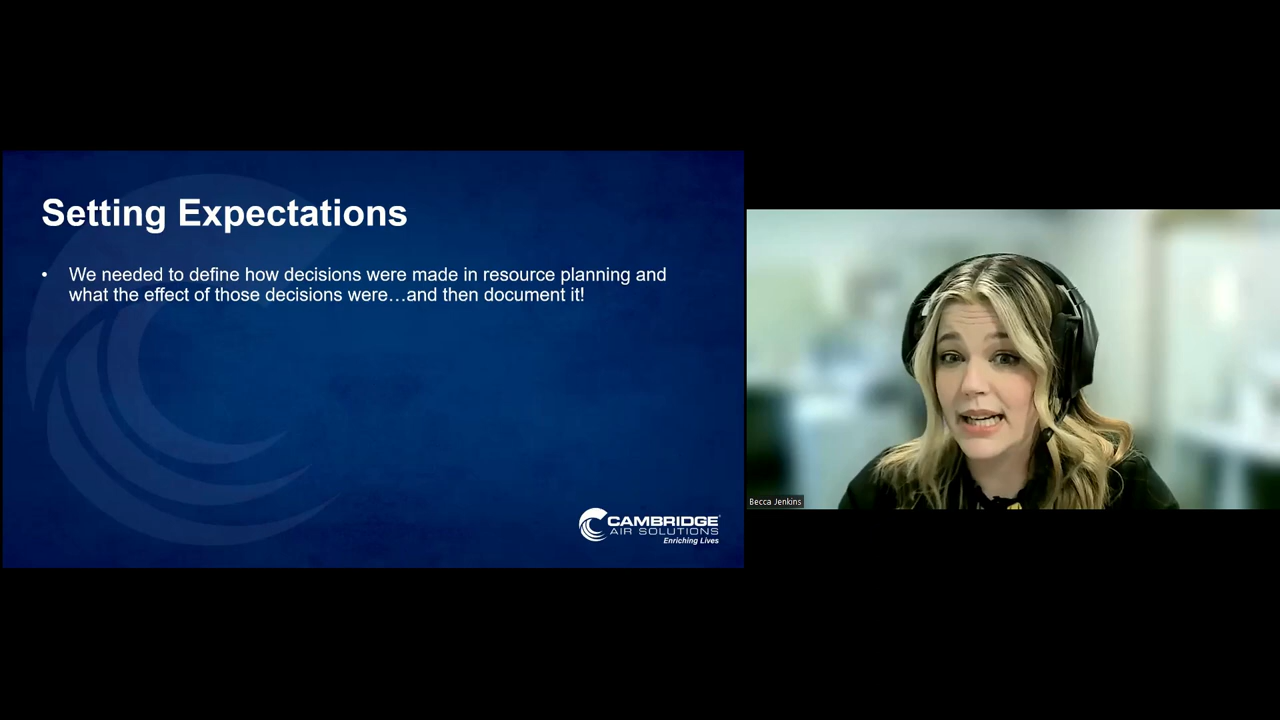 Setting Expectations
• We needed to define how decisions were made in resource planning and
what the effect of those decisions were…and then document it!
CAMBRIDGE
AIR SOLUTIONS
Enriching Lives
Becca Jenkins